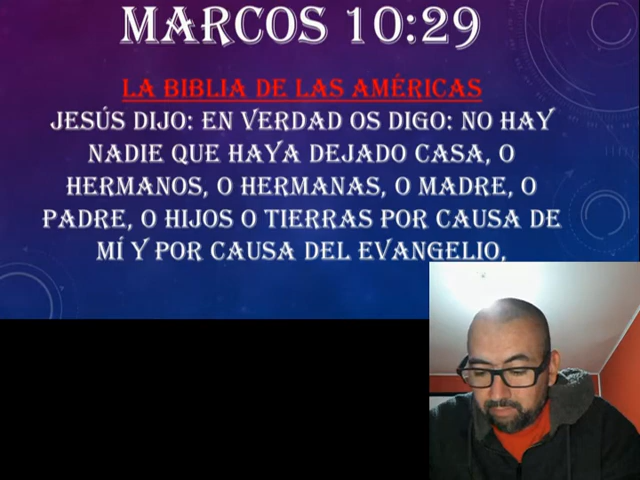 MARCOS 10:29
LA BIBLIA DE LAS AMÉRICAS
JESÚS DIJO: EN VERDAD OS DIGO: NO HAY
NADIE QUE HAYA DEJADO CASA, O
HERMANOS, O HERMANAS, O MADRE, O
PADRE, O HIJOS O TIERRAS POR CAUSA DE
MÍ Y POR CAUSA DEL EVANGELIO,